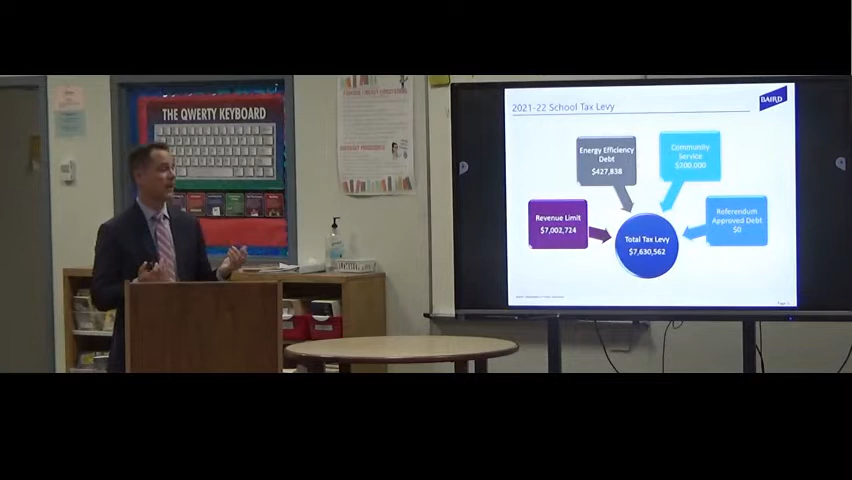 THE QWERTY KEYBOARD
2021-22 School Tax Levy
BAIRD
Energy Efficiency
Debt
$427,838
Community
Service
$200,000
Revenue Limit
$7,002,724
Referendum
Approved Debt
$0
Total Tax Levy
$7,630,562